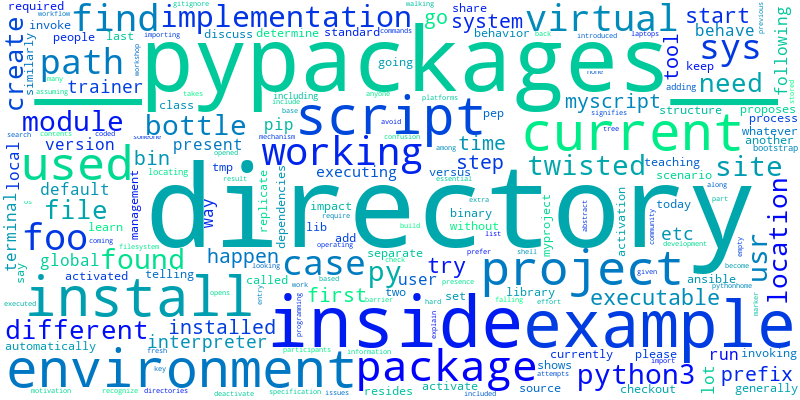 gitignore
walking
required
invoke
people
last
find
implementation
discuss
determine
standard
commands
virtual
go
share
workflow
system
behavior
introduced
back
laptops
start
behave
previous
create
similarly
path
workshop
importing
__pypackages__
going
sys
tool
keep
following
many
takes
anyone
platforms
none
adding
need
trainer
assuming
class
including
include
base
script
avoid
confution
pep
myscript
structure
proposes
module
bottle
pip
mechanism
current
process
whatever
another
bootstrap
search
contents
coded
someone
version
present
working
among
time
signifies
tree
stored
local
used
bin
tmp
executing
versus
step
twisted
teaching
site
locating
opened
result
platforms
essential
extra
scenario
default
management
way
replicate
dependencies
directory
activation
community
today
along
file
terminal
learn
lib
impact
require
binary
without
myproject
abstract
etc
part
location
foo
coming
filesystem
add
build
separate
list
development
empty
usr
say
global
found
happen
case
operating
looking
py
user
try
prefer
shell
project
become
vs
activated
telling
called
check
based
presence
library
given
ansible
pythonhome
marker
install
opens
entry
first
work
barrier
two
set
hard
falling
effort
executable
executed
different
installed
programming
inside
example
automatically
interpreter
participants
information
explain
currently
please
import
run
invoking
environment
fresh
key
package
shows
attempts
python3
lot
prefix
motivation
recognize
directories
deactivate
specification
issues
resides
activate
included
source
checkout
generally